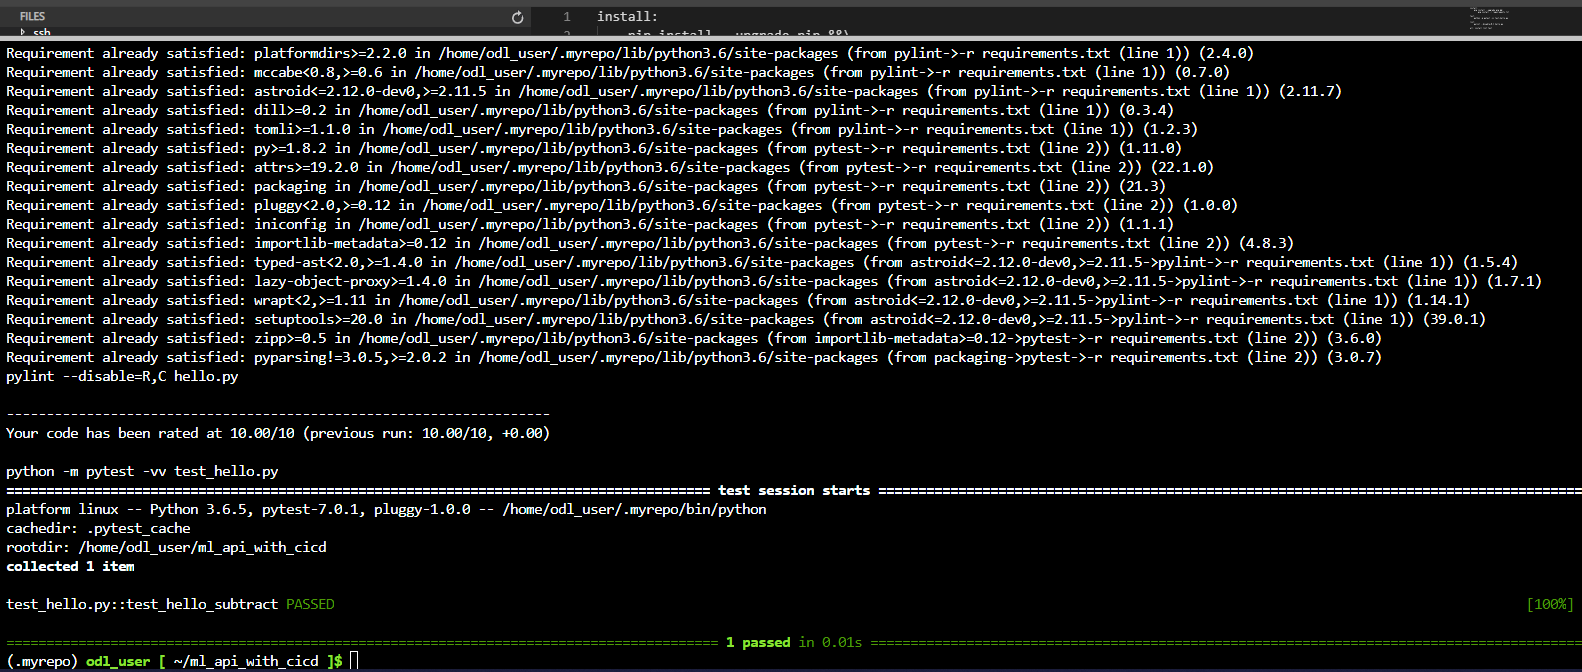 FILES
1 install:
ssh
2 pip install --upgrade pip &&\
Requirement already satisfied: platformdirs>=2.2.0 in /home/odl_user/.myrepo/lib/python3.6/site-packages (from pylint->-r requirements.txt (line 1)) (2.4.0)
Requirement already satisfied: mccabe<0.8,>=0.6 in /home/odl_user/.myrepo/lib/python3.6/site-packages (from pylint->-r requirements.txt (line 1)) (0.7.0)
Requirement already satisfied: astroid<=2.12.0-dev0,>=2.11.5 in /home/odl_user/.myrepo/lib/python3.6/site-packages (from pylint->-r requirements.txt (line 1)) (2.11.7)
Requirement already satisfied: dill>=0.2 in /home/odl_user/.myrepo/lib/python3.6/site-packages (from pylint->-r requirements.txt (line 1)) (0.3.4)
Requirement already satisfied: tomli>=1.1.0 in /home/odl_user/.myrepo/lib/python3.6/site-packages (from pylint->-r requirements.txt (line 1)) (1.2.3)
Requirement already satisfied: py>=1.8.2 in /home/odl_user/.myrepo/lib/python3.6/site-packages (from pytest->-r requirements.txt (line 2)) (1.11.0)
Requirement already satisfied: attrs>=19.2.0 in /home/odl_user/.myrepo/lib/python3.6/site-packages (from pytest->-r requirements.txt (line 2)) (22.1.0)
Requirement already satisfied: packaging in /home/odl_user/.myrepo/lib/python3.6/site-packages (from pytest->-r requirements.txt (line 2)) (21.3)
Requirement already satisfied: pluggy<2.0,>=0.12 in /home/odl_user/.myrepo/lib/python3.6/site-packages (from pytest->-r requirements.txt (line 2)) (1.0.0)
Requirement already satisfied: iniconfig in /home/odl_user/.myrepo/lib/python3.6/site-packages (from pytest->-r requirements.txt (line 2)) (1.1.1)
Requirement already satisfied: importlib-metadata>=0.12 in /home/odl_user/.myrepo/lib/python3.6/site-packages (from pytest->-r requirements.txt (line 2)) (4.8.3)
Requirement already satisfied: typed-ast<2.0,>=1.4.0 in /home/odl_user/.myrepo/lib/python3.6/site-packages (from astroid<=2.12.0-dev0,>=2.11.5->pylint->-r requirements.txt (line 1)) (1.5.4)
Requirement already satisfied: lazy-object-proxy>=1.4.0 in /home/odl_user/.myrepo/lib/python3.6/site-packages (from astroid<=2.12.0-dev0,>=2.11.5->pylint->-r requirements.txt (line 1)) (1.7.1)
Requirement already satisfied: wrapt<2,>=1.11 in /home/odl_user/.myrepo/lib/python3.6/site-packages (from astroid<=2.12.0-dev0,>=2.11.5->pylint->-r requirements.txt (line 1)) (1.14.1)
Requirement already satisfied: setuptools>=20.0 in /home/odl_user/.myrepo/lib/python3.6/site-packages (from astroid<=2.12.0-dev0,>=2.11.5->pylint->-r requirements.txt (line 1)) (39.0.1)
Requirement already satisfied: zipp>=0.5 in /home/odl_user/.myrepo/lib/python3.6/site-packages (from importlib-metadata>=0.12->pytest->-r requirements.txt (line 2)) (3.6.0)
Requirement already satisfied: pyparsing!=3.0.5,>=2.0.2 in /home/odl_user/.myrepo/lib/python3.6/site-packages (from packaging->pytest->-r requirements.txt (line 2)) (3.0.7)
pylint --disable=R,C hello.py
--------------------------------------------------------------------
Your code has been rated at 10.00/10 (previous run: 10.00/10, +0.00)
python -m pytest -vv test_hello.py
======================================================================================== test session starts ========================================================================================
platform linux -- Python 3.6.5, pytest-7.0.1, pluggy-1.0.0 -- /home/odl_user/.myrepo/bin/python
cachedir: .pytest_cache
rootdir: /home/odl_user/ml_api_with_cicd
collected 1 item
test_hello.py::test_hello_subtract PASSED [100%]
========================================================================================= 1 passed in 0.01s =========================================================================================
(.myrepo) odl_user [ ~/ml_api_with_cicd ]$